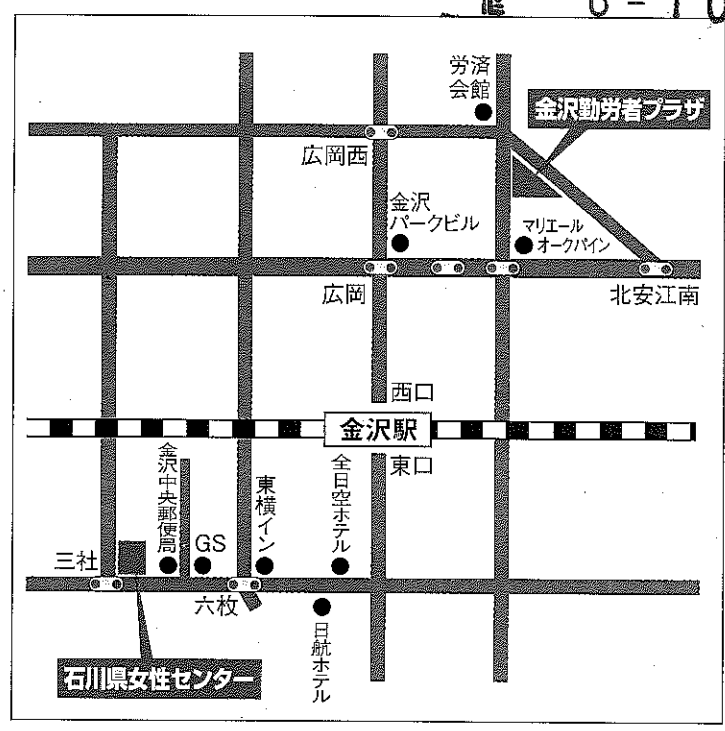 労済
会館
金沢勤労者プラザ
広岡西
金沢
パークビル
マリエール
オークパイン
広岡
北安江南
西口
金沢駅
東口
金沢中央郵便局
GS
東横イン
全日空ホテル
三社
六枚
日航ホテル
石川県女性センター